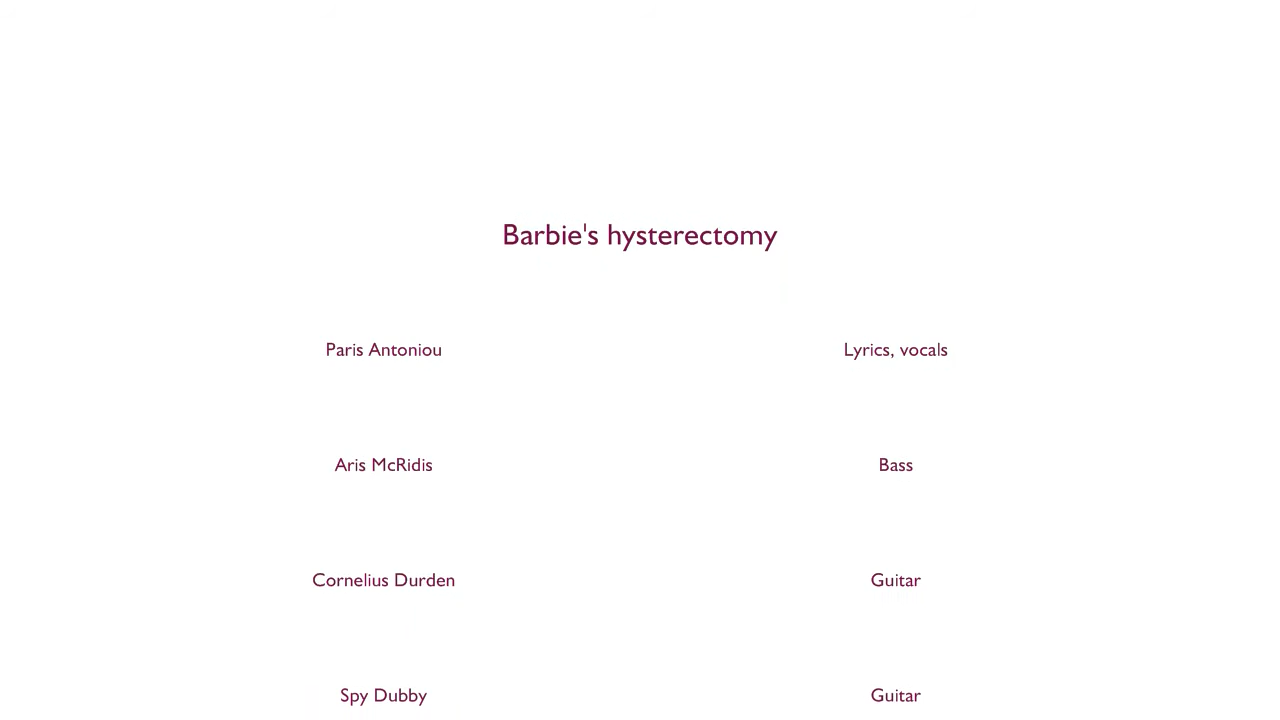 Barbie's hysterectomy
Paris Antoniou Lyrics, vocals
Aris McRidis Bass
Cornelius Durden Guitar
Spy Dubby Guitar